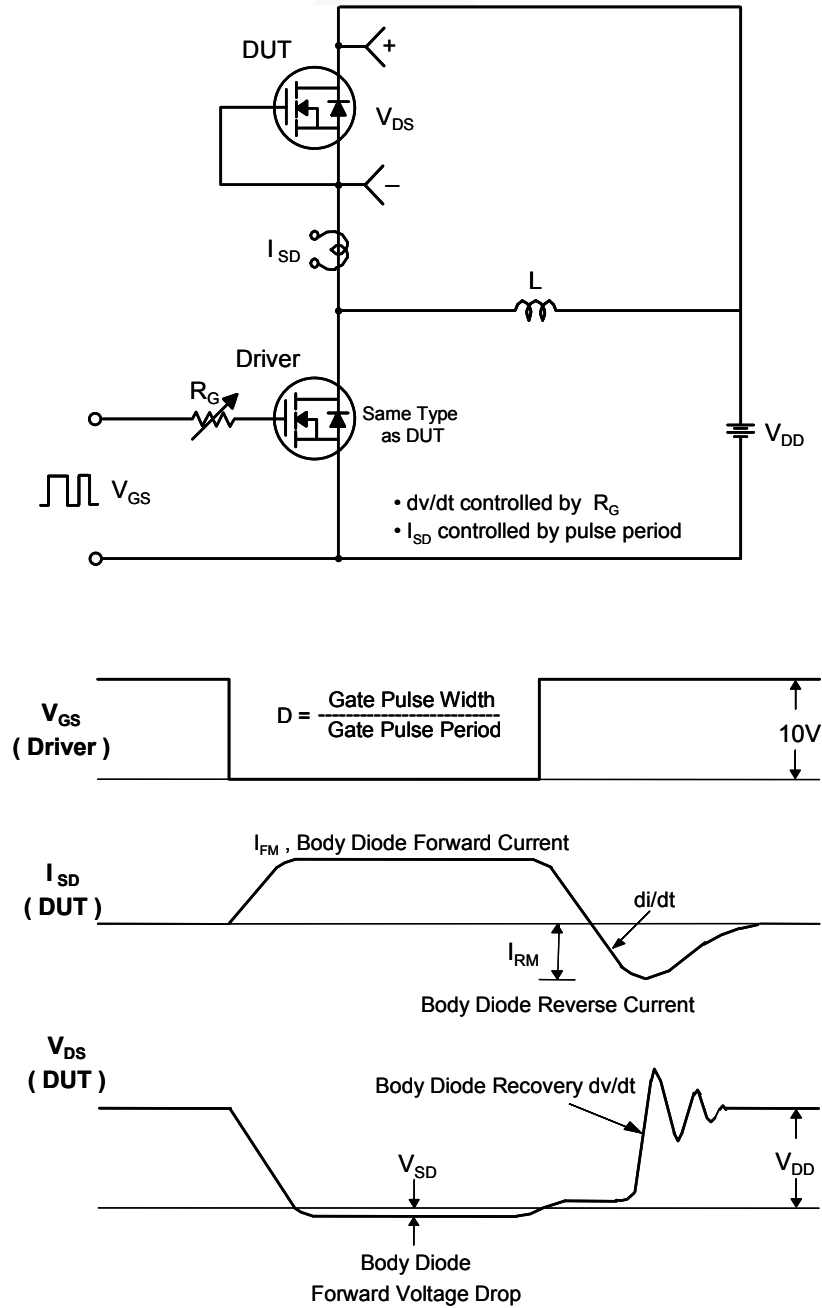 DUT
+
V_DS
–
I_SD
L
Driver
R_G
Same Type
as DUT
V_DD
V_GS
• dv/dt controlled by R_G
• I_SD controlled by pulse period
V_GS
( Driver )
D = Gate Pulse Width
Gate Pulse Period
10V
I_FM , Body Diode Forward Current
I_SD
( DUT )
di/dt
I_RM
Body Diode Reverse Current
V_DS
( DUT )
Body Diode Recovery dv/dt
V_SD
V_DD
Body Diode
Forward Voltage Drop